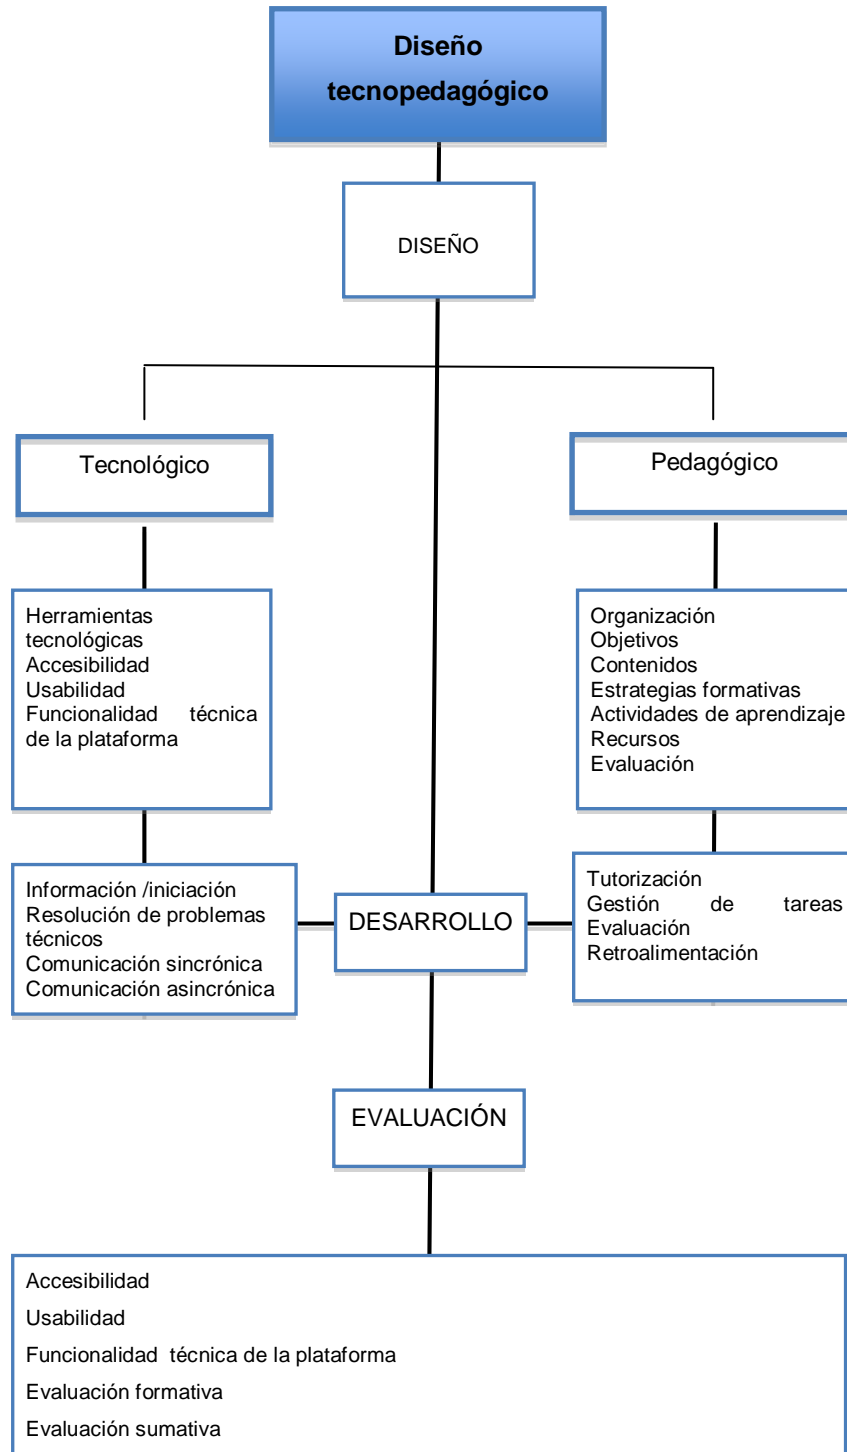 Diseño
tecnopedagógico
DISEÑO
Tecnológico
Pedagógico
Herramientas
tecnológicas
Accesibilidad
Usabilidad
Funcionalidad técnica
de la plataforma
Organización
Objetivos
Contenidos
Estrategias formativas
Actividades de aprendizaje
Recursos
Evaluación
Información /iniciación
Resolución de problemas
técnicos
Comunicación sincrónica
Comunicación asincrónica
DESARROLLO
Tutorización
Gestión de tareas
Evaluación
Retroalimentación
EVALUACIÓN
Accesibilidad
Usabilidad
Funcionalidad técnica de la plataforma
Evaluación formativa
Evaluación sumativa